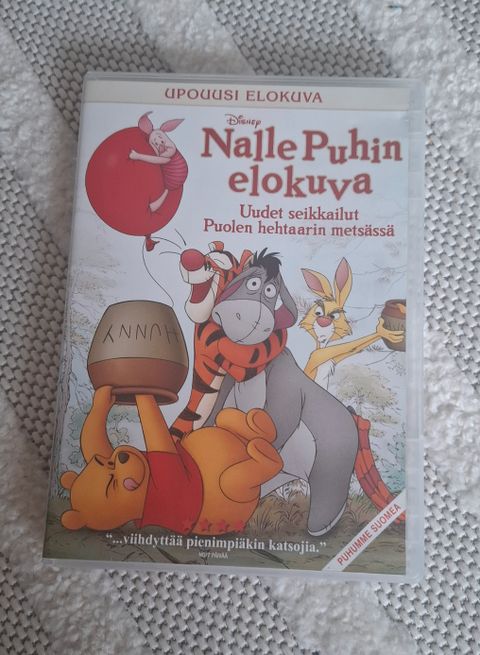 UPOUUSI ELOKUVA
Disney
Nalle Puhin
elokuva
Uudet seikkailut
Puolen hehtaarin metsässä
HUNNY
"...viihdyttää pienimpiäkin katsojia."
PUHUMME SUOMEA